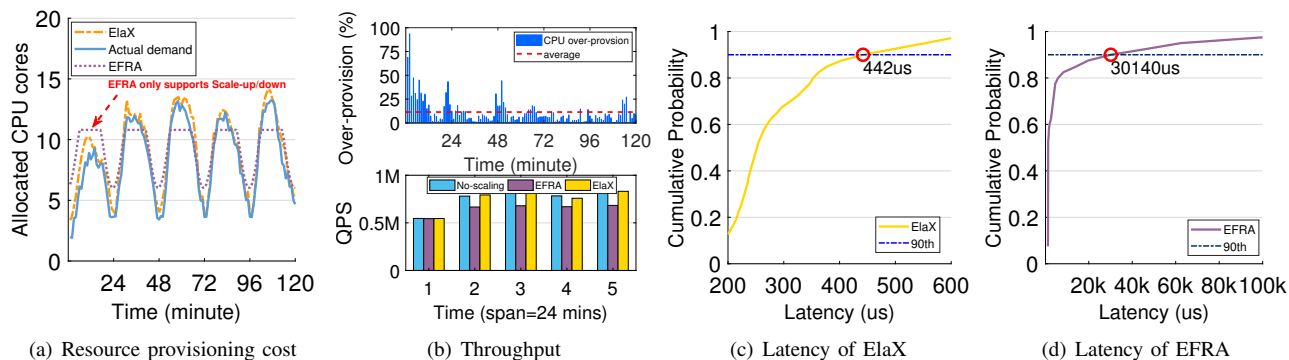 20
15
10
5
0
Allocated CPU cores
ElaX
Actual demand
EFRA
EFRA only supports Scale-up/down
24
48
72
96
120
Time (minute)
(a) Resource provisioning cost
100
75
50
25
0
Over-provision (%)
CPU over-provsion
average
24
48
72
96
120
Time (minute)
1M
0.5M
QPS
No-scaling
EFRA
ElaX
1
2
3
4
5
Time (span=24 mins)
(b) Throughput
1
0.8
0.6
0.4
0.2
0
Cumulative Probability
442us
ElaX
90th
200
300
400
500
600
Latency (us)
(c) Latency of ElaX
1
0.8
0.6
0.4
0.2
0
Cumulative Probability
30140us
EFRA
90th
20k
40k
60k
80k
100k
Latency (us)
(d) Latency of EFRA